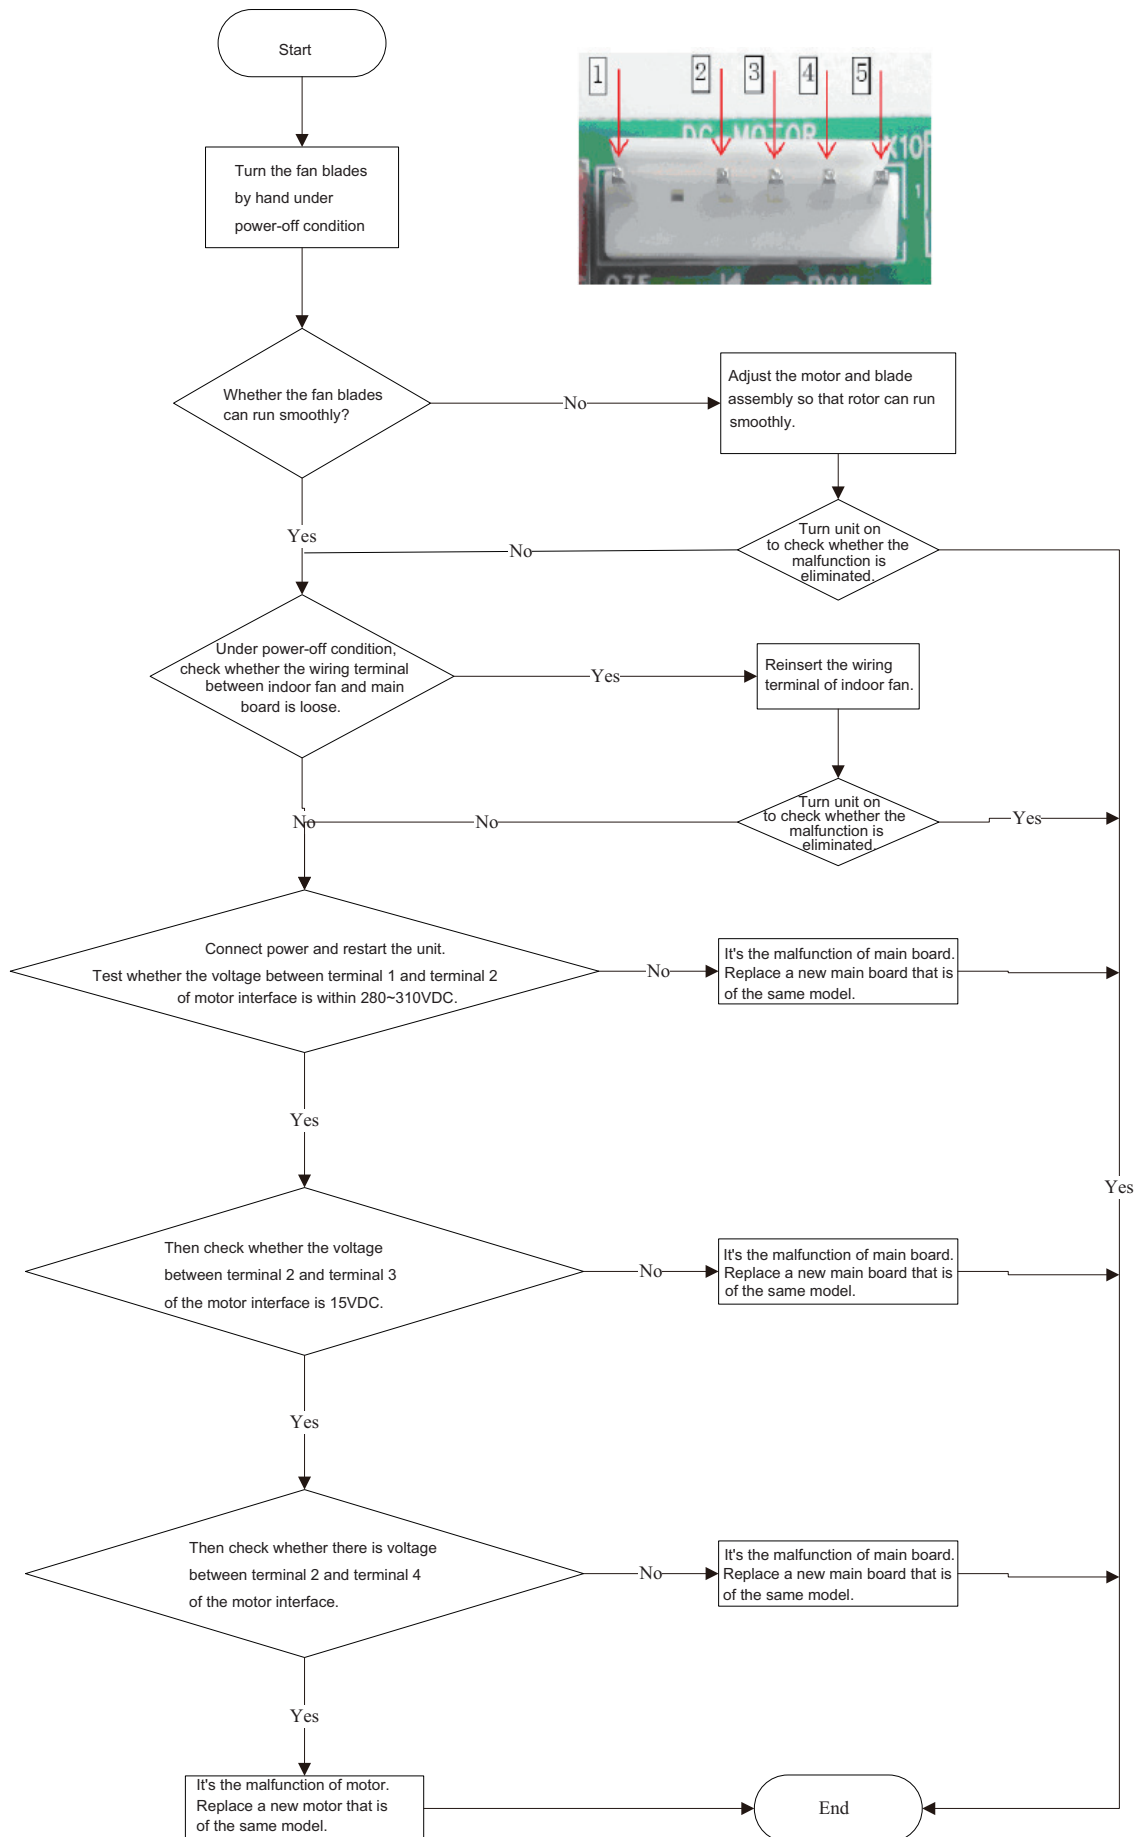 Start
1
2
3
4
5
DC MOTOR
1
Turn the fan blades
by hand under
power-off condition
Whether the fan blades
can run smoothly?
No
Adjust the motor and blade
assembly so that rotor can run
smoothly.
Yes
No
Turn unit on
to check whether the
malfunction is
eliminated.
Under power-off condition,
check whether the wiring terminal
between indoor fan and main
board is loose.
Yes
Reinsert the wiring
terminal of indoor fan.
No
No
Turn unit on
to check whether the
malfunction is
eliminated.
Yes
Connect power and restart the unit.
Test whether the voltage between terminal 1 and terminal 2
of motor interface is within 280~310VDC.
No
It's the malfunction of main board.
Replace a new main board that is
of the same model.
Yes
Yes
Then check whether the voltage
between terminal 2 and terminal 3
of the motor interface is 15VDC.
No
It's the malfunction of main board.
Replace a new main board that is
of the same model.
Yes
Then check whether there is voltage
between terminal 2 and terminal 4
of the motor interface.
No
It's the malfunction of main board.
Replace a new main board that is
of the same model.
Yes
It's the malfunction of motor.
Replace a new motor that is
of the same model.
End